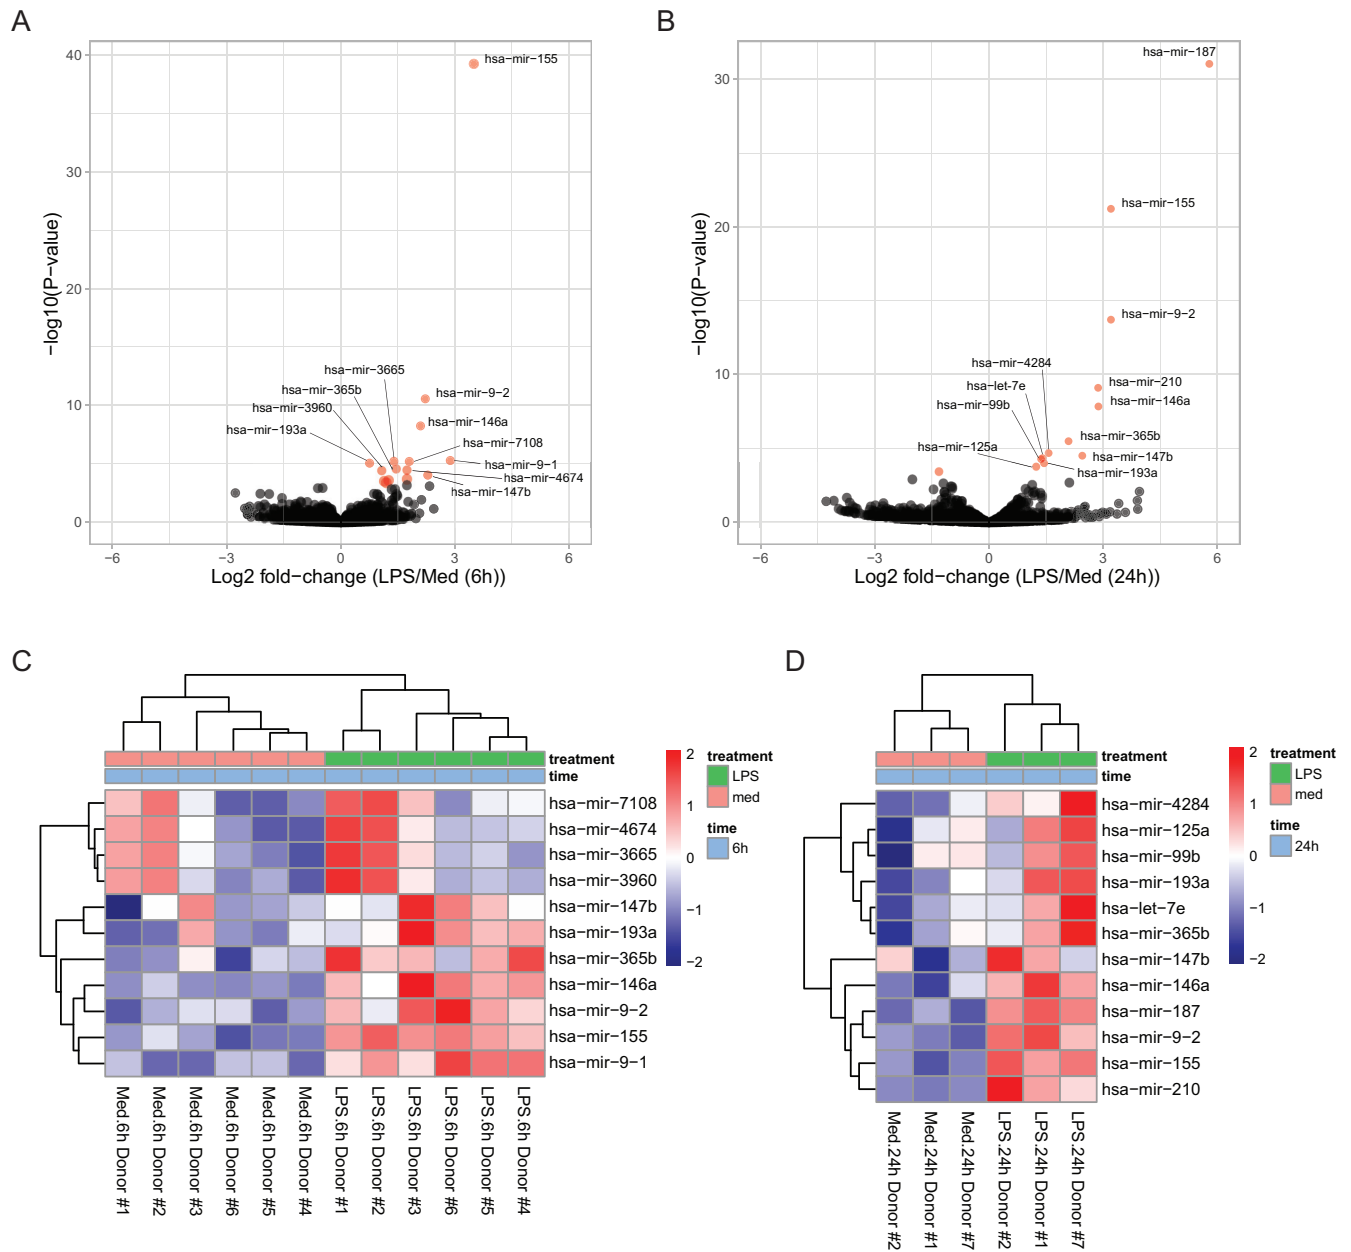 A
40
30
20
10
0
−6
−3
0
3
6
−log10(P−value)
Log2 fold−change (LPS/Med (6h))
hsa−mir−155
hsa−mir−3665
hsa−mir−365b
hsa−mir−9−2
hsa−mir−3960
hsa−mir−146a
hsa−mir−193a
hsa−mir−7108
hsa−mir−9−1
hsa−mir−4674
hsa−mir−147b
B
30
20
10
0
−6
−3
0
3
6
−log10(P−value)
Log2 fold−change (LPS/Med (24h))
hsa−mir−187
hsa−mir−155
hsa−mir−9−2
hsa−mir−4284
hsa−let−7e
hsa−mir−210
hsa−mir−99b
hsa−mir−146a
hsa−mir−125a
hsa−mir−365b
hsa−mir−147b
hsa−mir−193a
C
treatment
time
hsa−mir−7108
hsa−mir−4674
hsa−mir−3665
hsa−mir−3960
hsa−mir−147b
hsa−mir−193a
hsa−mir−365b
hsa−mir−146a
hsa−mir−9−2
hsa−mir−155
hsa−mir−9−1
Med.6h Donor #1
Med.6h Donor #2
Med.6h Donor #3
Med.6h Donor #6
Med.6h Donor #5
Med.6h Donor #4
LPS.6h Donor #1
LPS.6h Donor #2
LPS.6h Donor #3
LPS.6h Donor #6
LPS.6h Donor #5
LPS.6h Donor #4
2
1
0
−1
−2
treatment
LPS
med
time
6h
D
treatment
time
hsa−mir−4284
hsa−mir−125a
hsa−mir−99b
hsa−mir−193a
hsa−let−7e
hsa−mir−365b
hsa−mir−147b
hsa−mir−146a
hsa−mir−187
hsa−mir−9−2
hsa−mir−155
hsa−mir−210
Med.24h Donor #2
Med.24h Donor #1
Med.24h Donor #7
LPS.24h Donor #2
LPS.24h Donor #1
LPS.24h Donor #7
2
1
0
−1
−2
treatment
LPS
med
time
24h